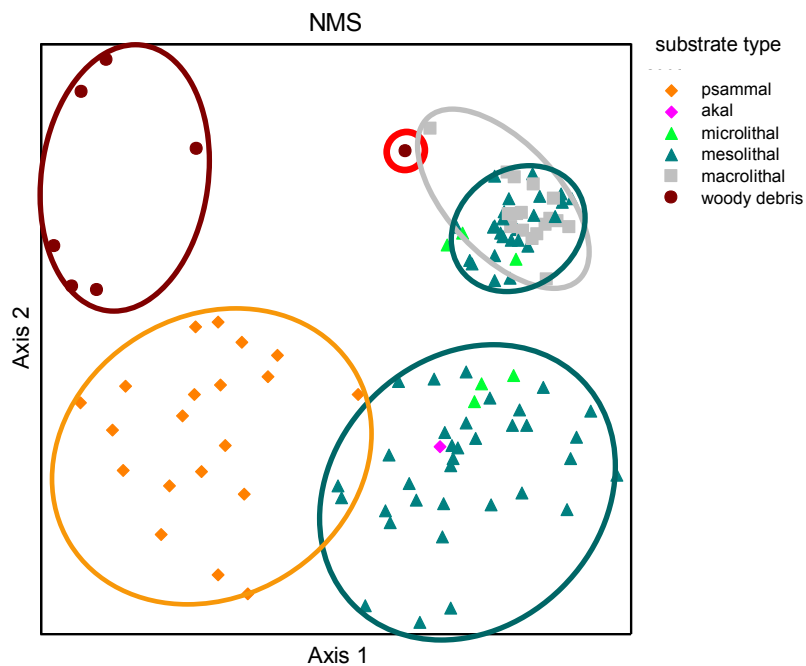 NMS
substrate type
psammal
akal
microlithal
mesolithal
macrolithal
woody debris
Axis 2
Axis 1